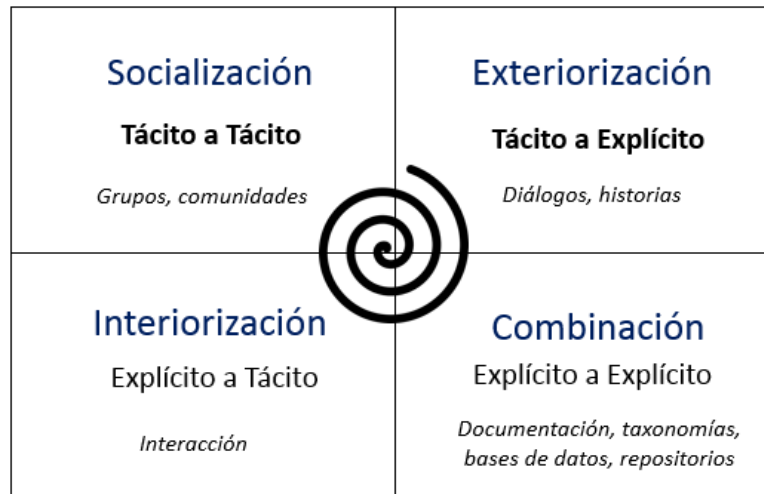 Socialización
Tácito a Tácito
Grupos, comunidades
Exteriorización
Tácito a Explícito
Diálogos, historias
Interiorización
Explícito a Tácito
Interacción
Combinación
Explícito a Explícito
Documentación, taxonomías,
bases de datos, repositorios